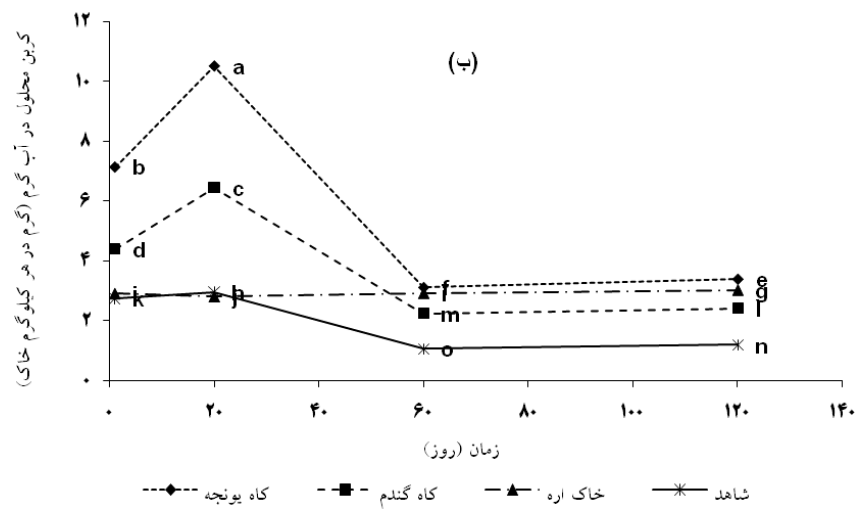 کربن محلول در آب گرم (گرم در هر کیلوگرم خاک)
۱۲
۱۰
۸
۶
۴
۲
۰
(ب)
a
b
c
d
e
f
g
i
k
l
m
n
o
۰ ۲۰ ۴۰ ۶۰ ۸۰ ۱۰۰ ۱۲۰ ۱۴۰
زمان (روز)
کاه یونجه کاه گندم خاک اره شاهد